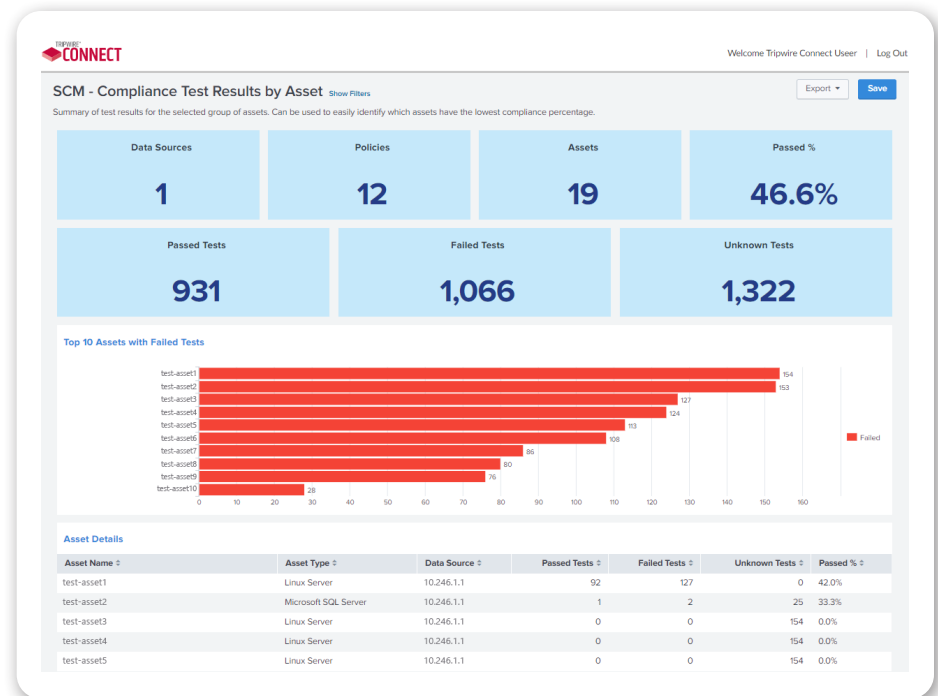 TRIPWIRE
CONNECT
Welcome Tripwire Connect Useer | Log Out
SCM - Compliance Test Results by Asset Show Filters
Export Save
Summary of test results for the selected group of assets. Can be used to easily identify which assets have the lowest compliance percentage.
Data Sources Policies Assets Passed %
1 12 19 46.6%
Passed Tests Failed Tests Unknown Tests
931 1,066 1,322
Top 10 Assets with Failed Tests
test-asset1 154
test-asset2 153
test-asset3 127
test-asset4 124
test-asset5 113
test-asset6 108
Failed
test-asset7 86
test-asset8 80
test-asset9 76
test-asset10 28
0 10 20 30 40 50 60 70 80 90 100 110 120 130 140 150 160
Asset Details
Asset Name Asset Type Data Source Passed Tests Failed Tests Unknown Tests Passed %
test-asset1 Linux Server 10.246.1.1 92 127 0 42.0%
test-asset2 Microsoft SQL Server 10.246.1.1 1 2 25 33.3%
test-asset3 Linux Server 10.246.1.1 0 0 154 0.0%
test-asset4 Linux Server 10.246.1.1 0 0 154 0.0%
test-asset5 Linux Server 10.246.1.1 0 0 154 0.0%